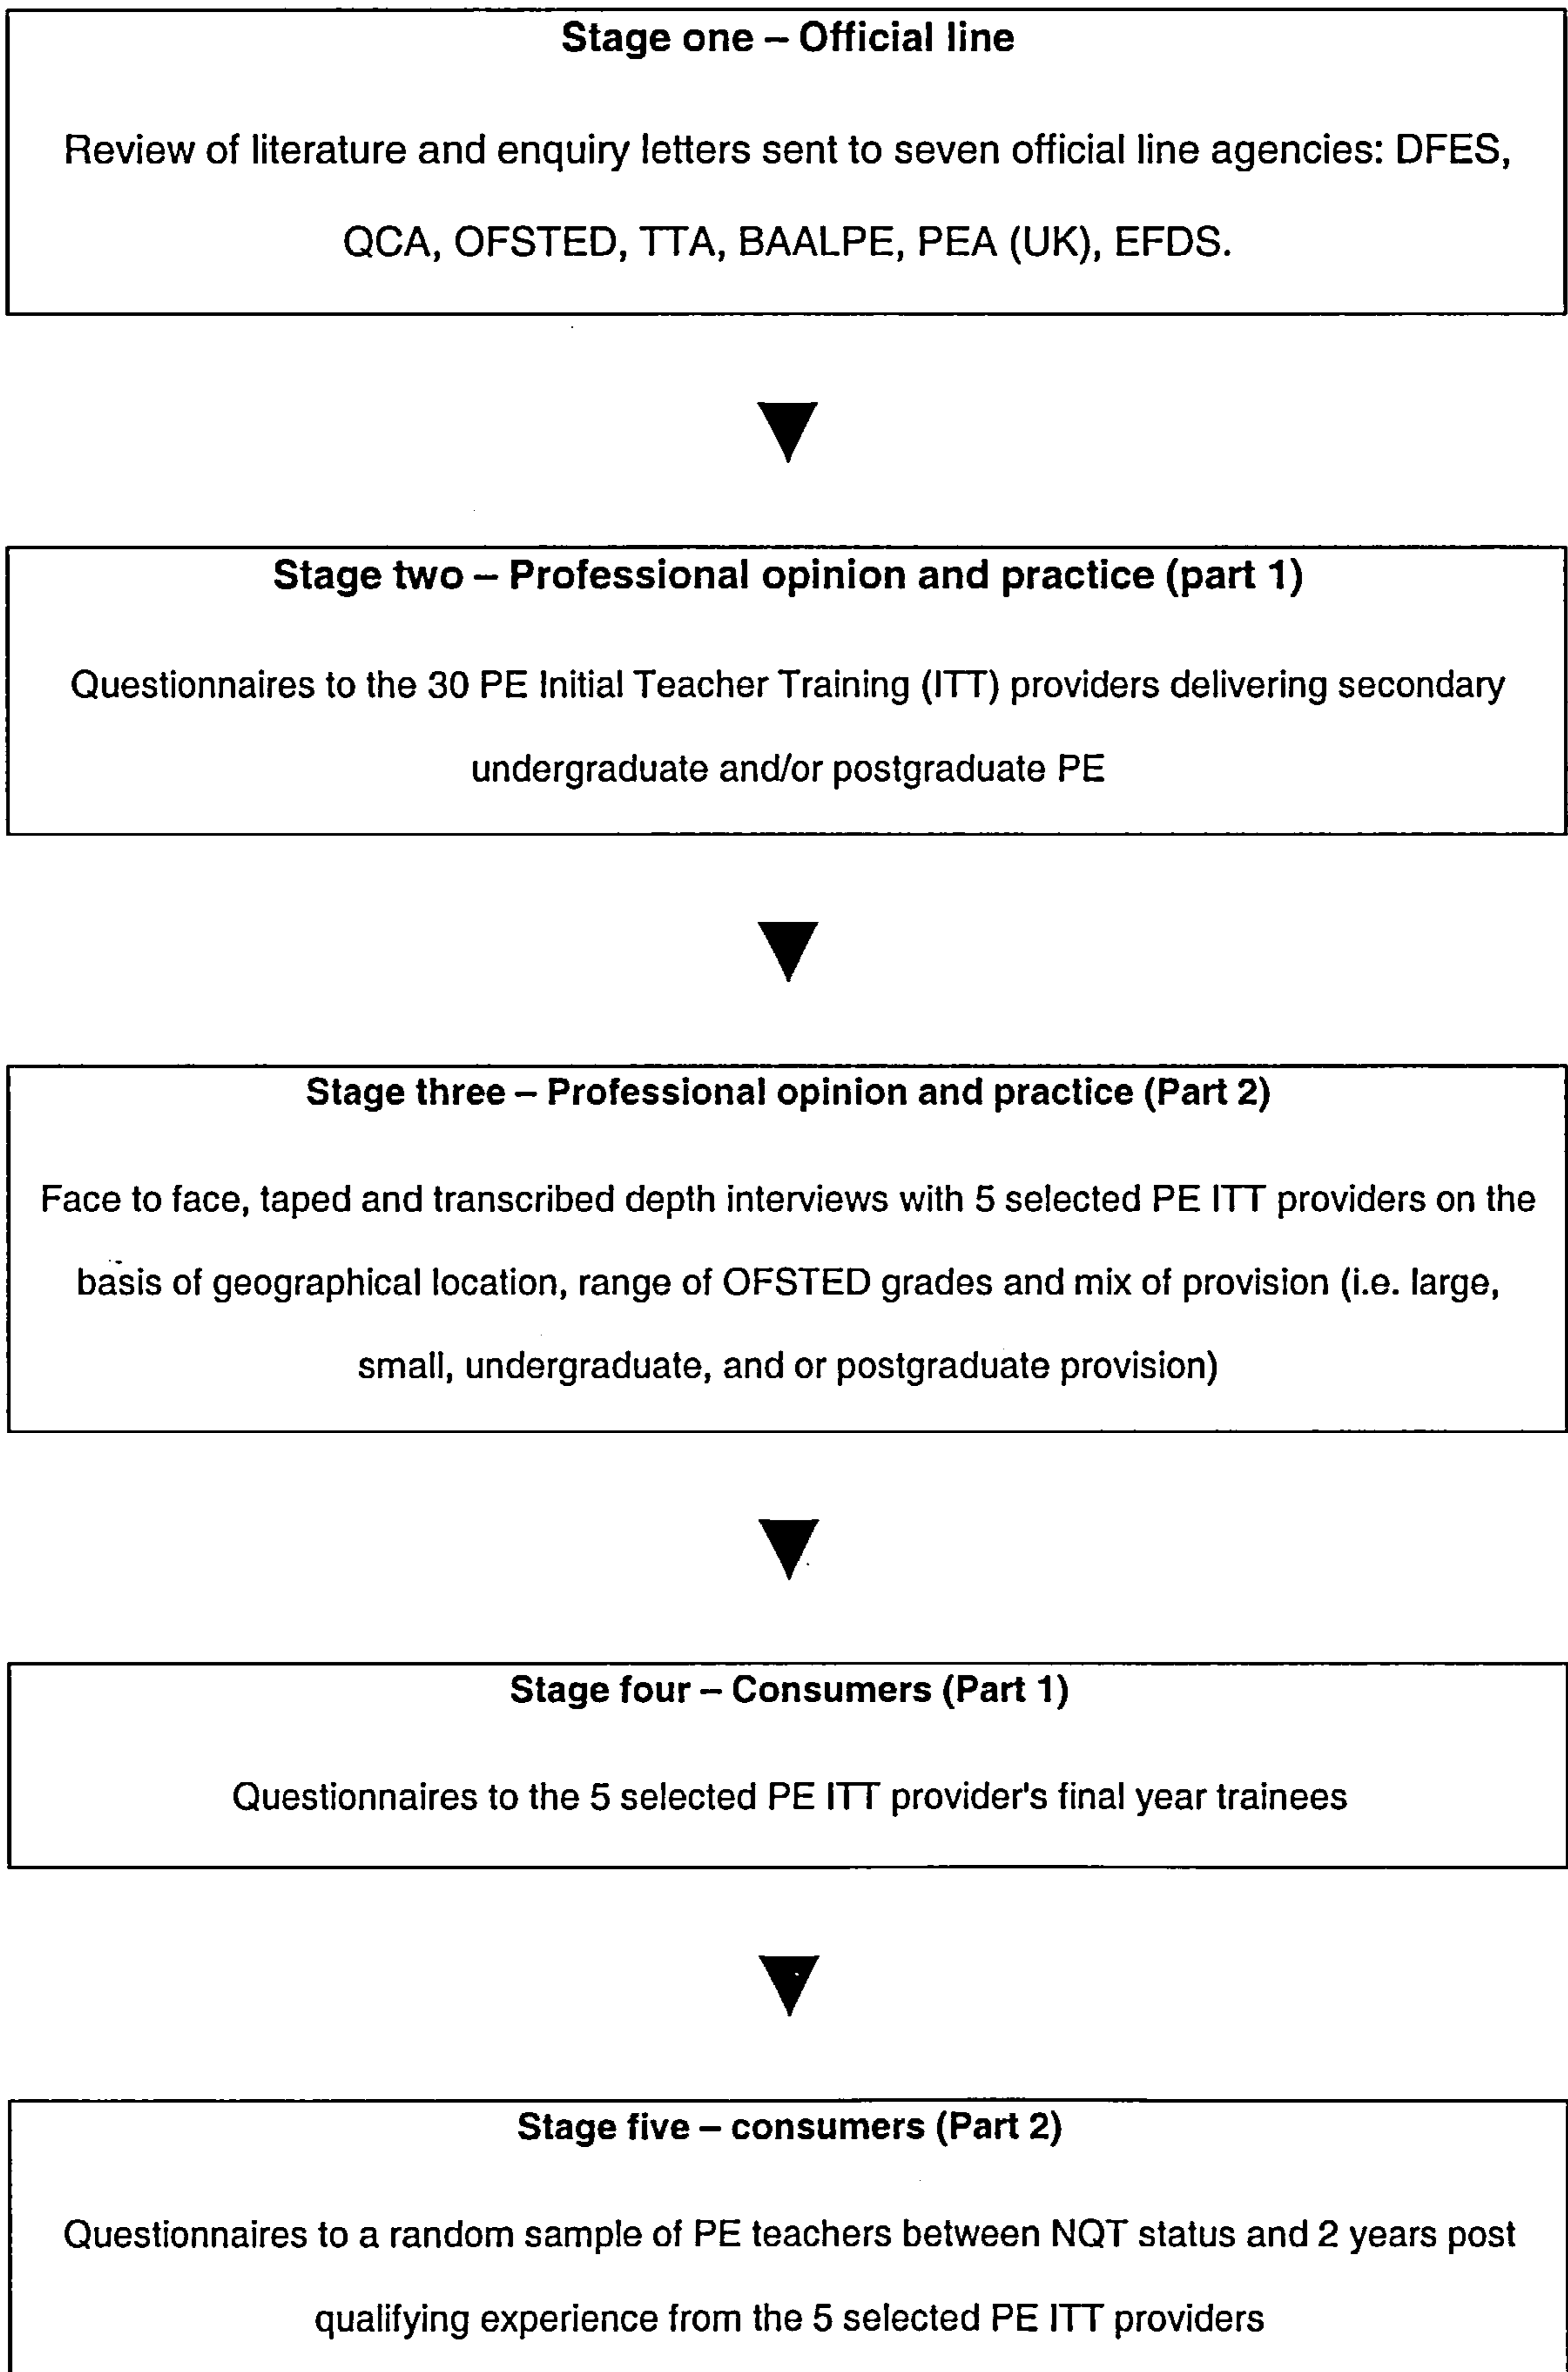 Stage one – Official line
Review of literature and enquiry letters sent to seven official line agencies: DFES,
QCA, OFSTED, TTA, BAALPE, PEA (UK), EFDS.
Stage two – Professional opinion and practice (part 1)
Questionnaires to the 30 PE Initial Teacher Training (ITT) providers delivering secondary
undergraduate and/or postgraduate PE
Stage three – Professional opinion and practice (Part 2)
Face to face, taped and transcribed depth interviews with 5 selected PE ITT providers on the
basis of geographical location, range of OFSTED grades and mix of provision (i.e. large,
small, undergraduate, and or postgraduate provision)
Stage four – Consumers (Part 1)
Questionnaires to the 5 selected PE ITT provider's final year trainees
Stage five – consumers (Part 2)
Questionnaires to a random sample of PE teachers between NQT status and 2 years post
qualifying experience from the 5 selected PE ITT providers